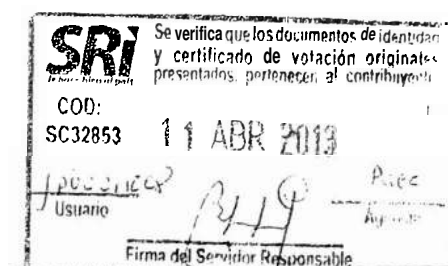 SRi
Se verifica que los documentos de identidad
y certificado de votación originales
presentados, pertenecen al contribuyente
COD:
SC32853
11 ABR 2013
Usuario
Firma del Servidor Responsable